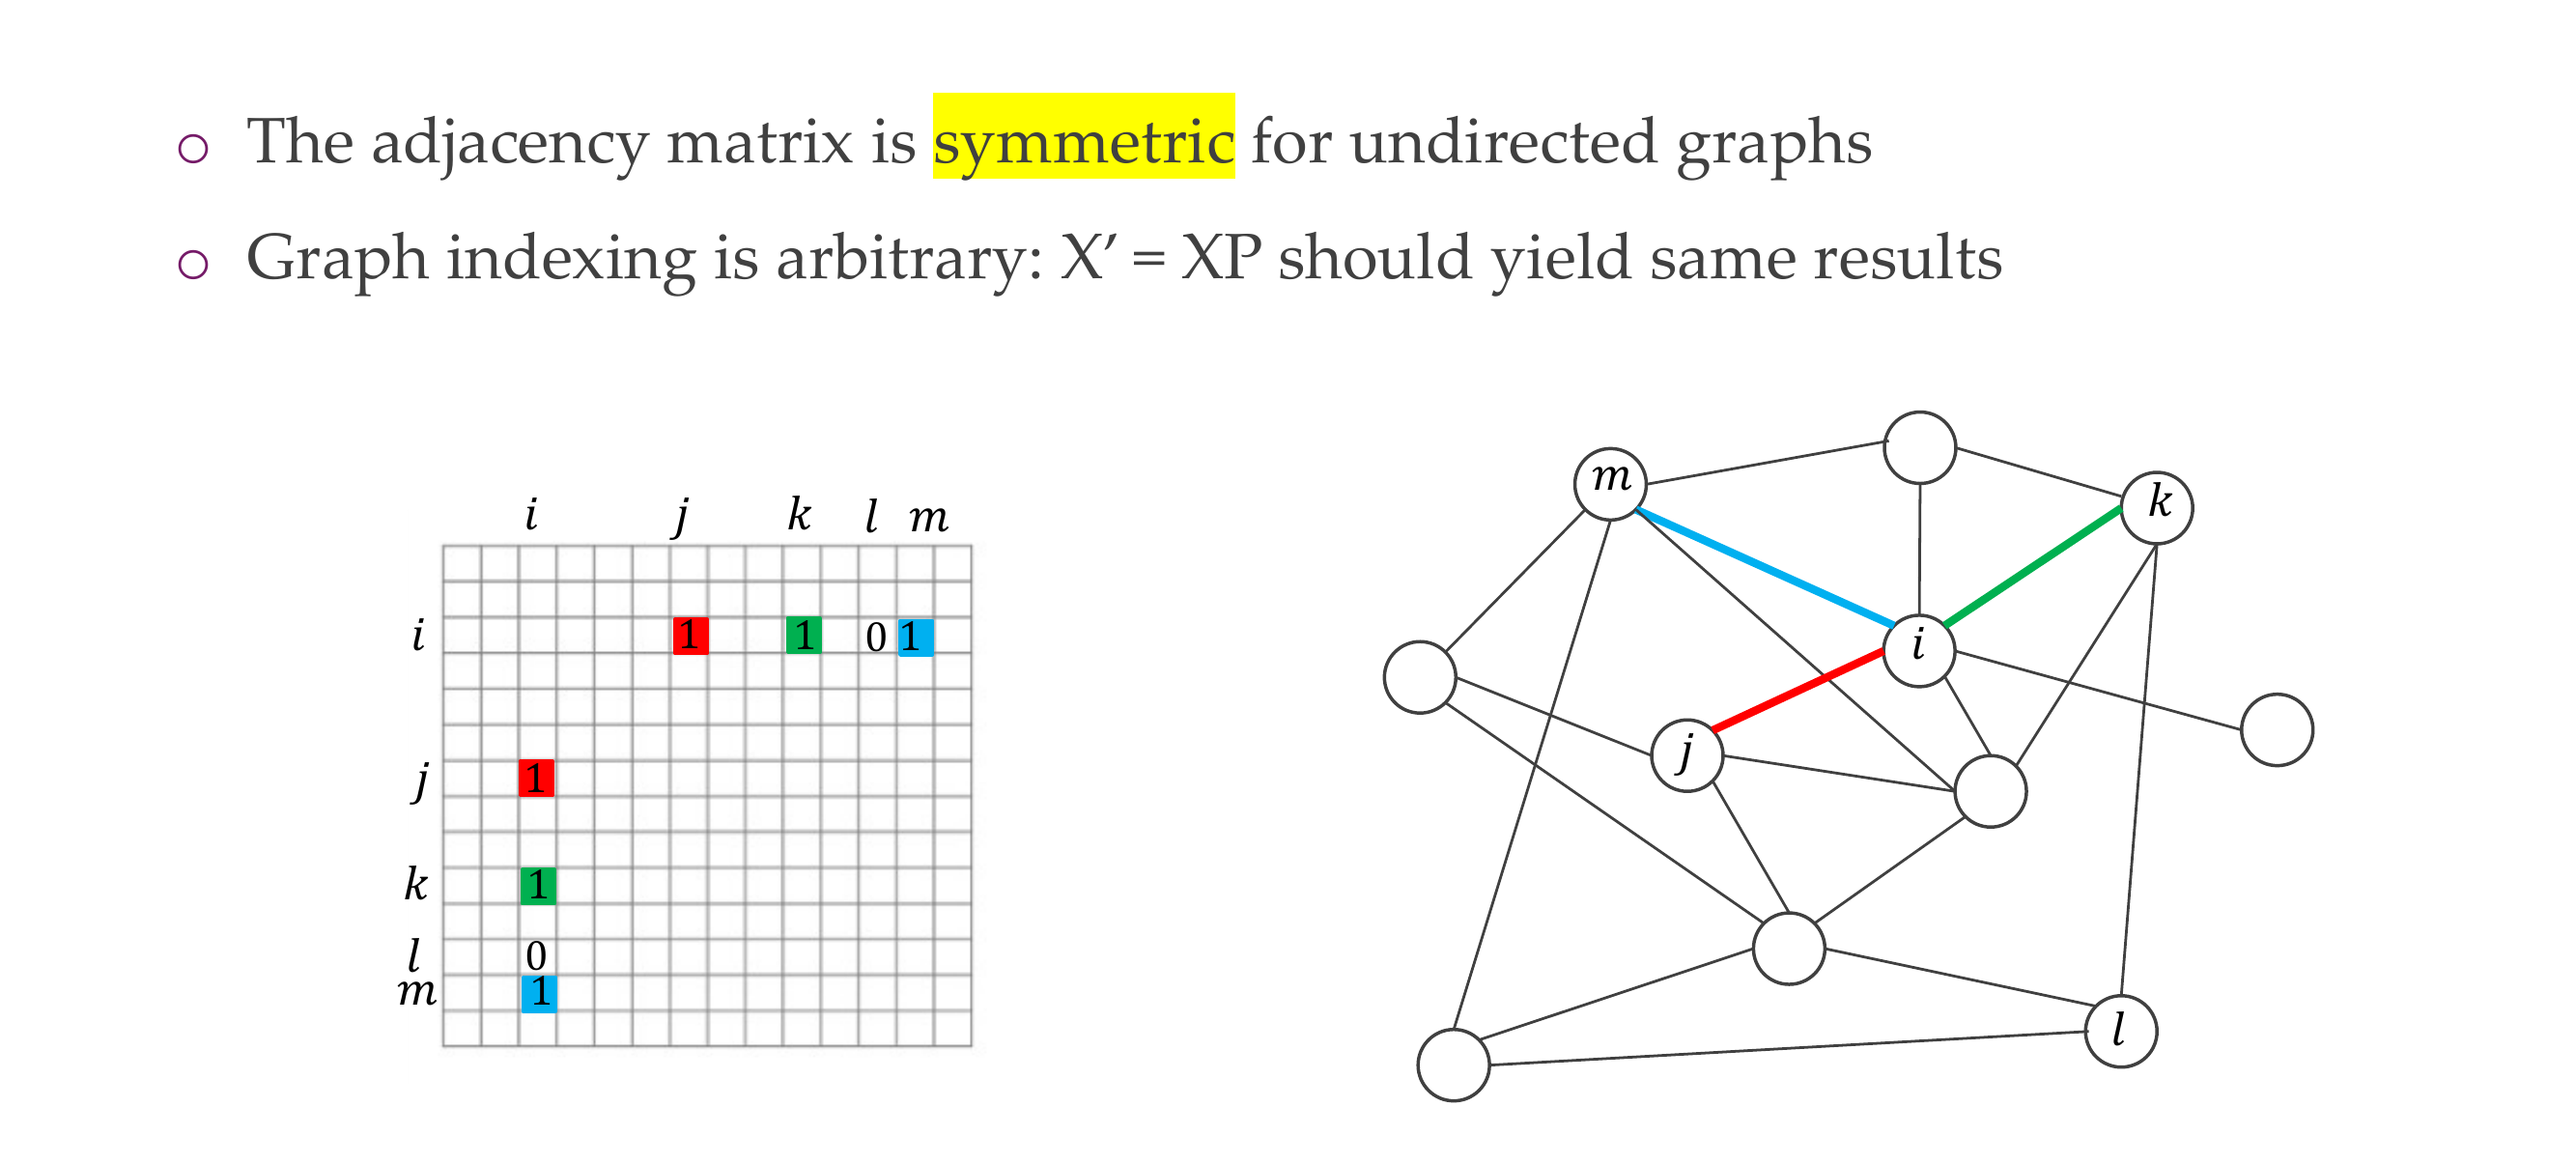 ○ The adjacency matrix is symmetric for undirected graphs
○ Graph indexing is arbitrary: X’ = XP should yield same results
i j k l m
i 1 1 0 1
j 1
k 1
l 0
m 1
m
k
i
j
l